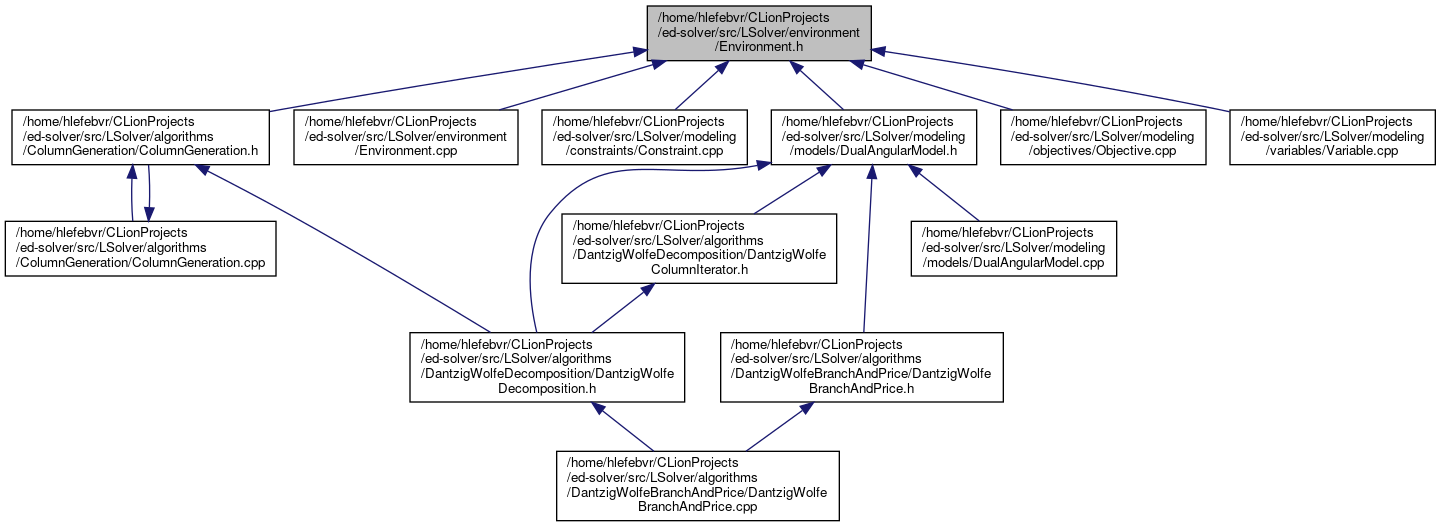 /home/hlefebvr/CLionProjects
/ed-solver/src/LSolver/environment
/Environment.h
/home/hlefebvr/CLionProjects
/ed-solver/src/LSolver/algorithms
/ColumnGeneration/ColumnGeneration.h
/home/hlefebvr/CLionProjects
/ed-solver/src/LSolver/environment
/Environment.cpp
/home/hlefebvr/CLionProjects
/ed-solver/src/LSolver/modeling
/constraints/Constraint.cpp
/home/hlefebvr/CLionProjects
/ed-solver/src/LSolver/modeling
/models/DualAngularModel.h
/home/hlefebvr/CLionProjects
/ed-solver/src/LSolver/modeling
/objectives/Objective.cpp
/home/hlefebvr/CLionProjects
/ed-solver/src/LSolver/modeling
/variables/Variable.cpp
/home/hlefebvr/CLionProjects
/ed-solver/src/LSolver/algorithms
/ColumnGeneration/ColumnGeneration.cpp
/home/hlefebvr/CLionProjects
/ed-solver/src/LSolver/algorithms
/DantzigWolfeDecomposition/DantzigWolfe
ColumnIterator.h
/home/hlefebvr/CLionProjects
/ed-solver/src/LSolver/modeling
/models/DualAngularModel.cpp
/home/hlefebvr/CLionProjects
/ed-solver/src/LSolver/algorithms
/DantzigWolfeDecomposition/DantzigWolfe
Decomposition.h
/home/hlefebvr/CLionProjects
/ed-solver/src/LSolver/algorithms
/DantzigWolfeBranchAndPrice/DantzigWolfe
BranchAndPrice.h
/home/hlefebvr/CLionProjects
/ed-solver/src/LSolver/algorithms
/DantzigWolfeBranchAndPrice/DantzigWolfe
BranchAndPrice.cpp